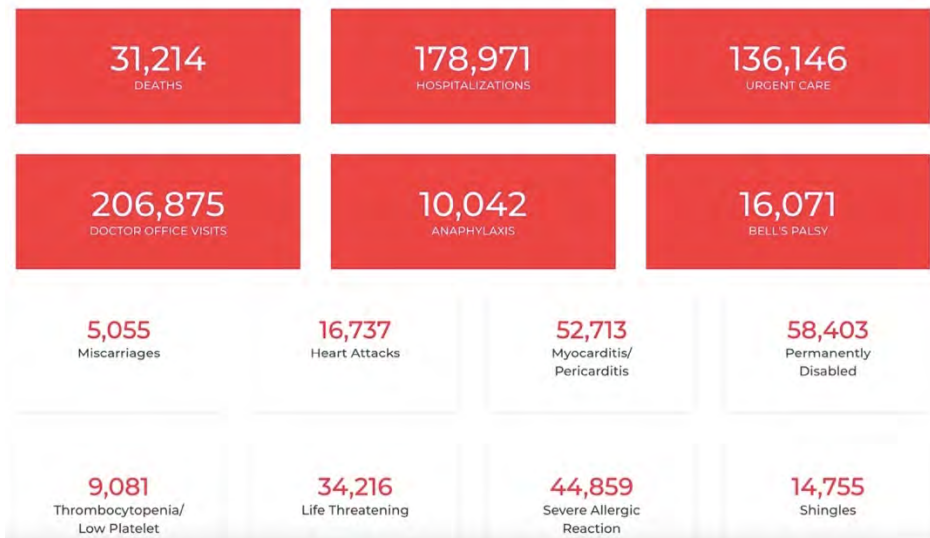 31,214
DEATHS
178,971
HOSPITALIZATIONS
136,146
URGENT CARE
206,875
DOCTOR OFFICE VISITS
10,042
ANAPHYLAXIS
16,071
BELL'S PALSY
5,055
Miscarriages
16,737
Heart Attacks
52,713
Myocarditis/
Pericarditis
58,403
Permanently
Disabled
9,081
Thrombocytopenia/
Low Platelet
34,216
Life Threatening
44,859
Severe Allergic
Reaction
14,755
Shingles